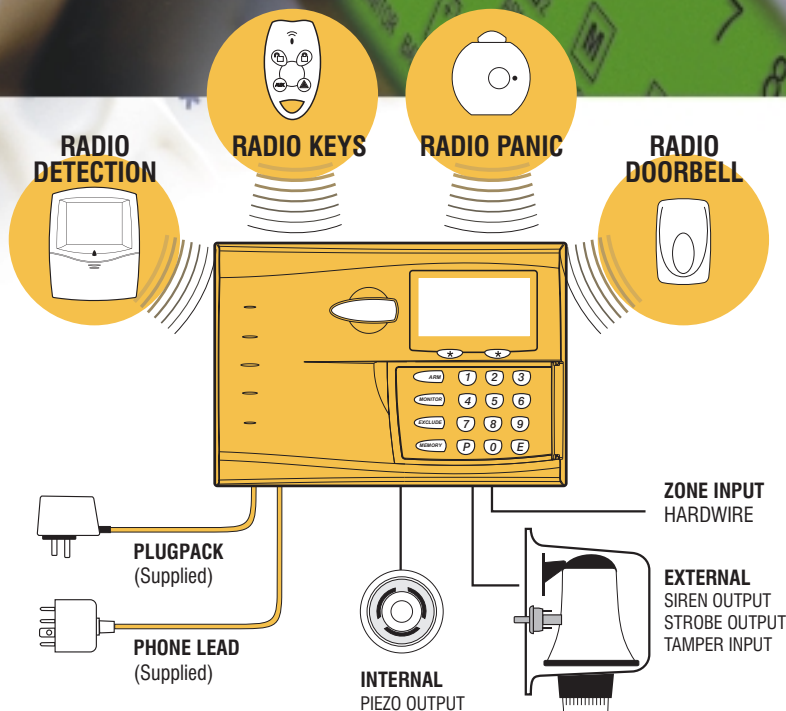 M
7
8
RADIO
DETECTION
RADIO KEYS
RADIO PANIC
RADIO
DOORBELL
* *
ARM 1 2 3
MONITOR 4 5 6
EXCLUDE 7 8 9
MEMORY P 0 E
PLUGPACK
(Supplied)
PHONE LEAD
(Supplied)
INTERNAL
PIEZO OUTPUT
ZONE INPUT
HARDWIRE
EXTERNAL
SIREN OUTPUT
STROBE OUTPUT
TAMPER INPUT